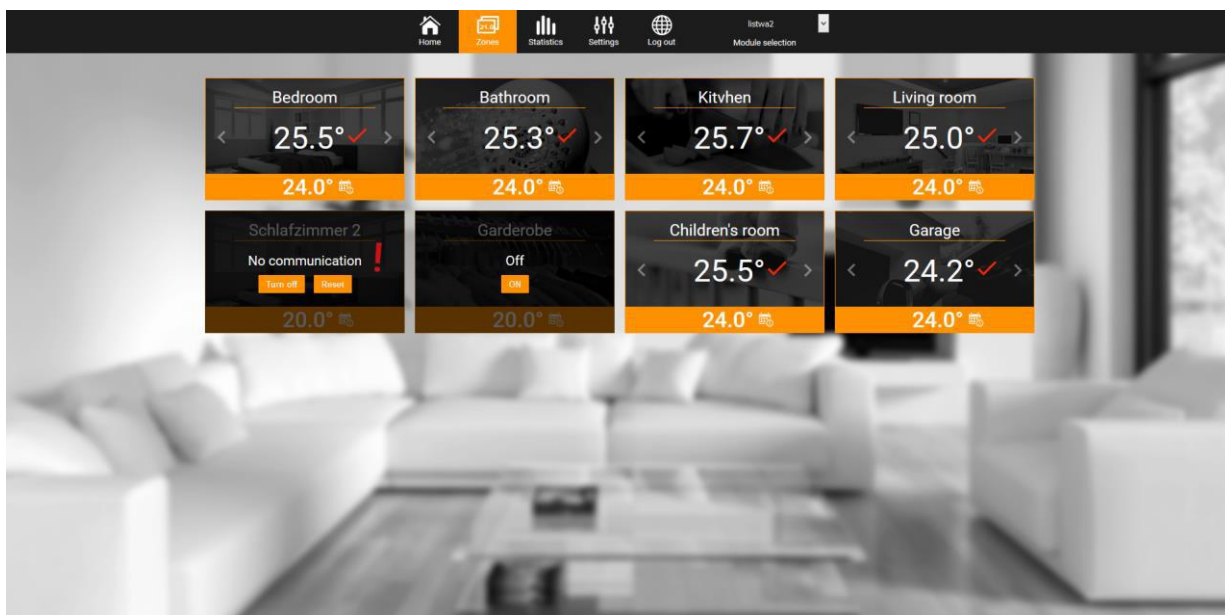 Home
Zones
Statistics
Settings
Log out
listwa2
Module selection
Bedroom
25.5°
24.0°
Bathroom
25.3°
24.0°
Kitvhen
25.7°
24.0°
Living room
25.0°
24.0°
Schlafzimmer 2
No communication
Turn off
Reset
20.0°
Garderobe
Off
ON
20.0°
Children's room
25.5°
24.0°
Garage
24.2°
24.0°